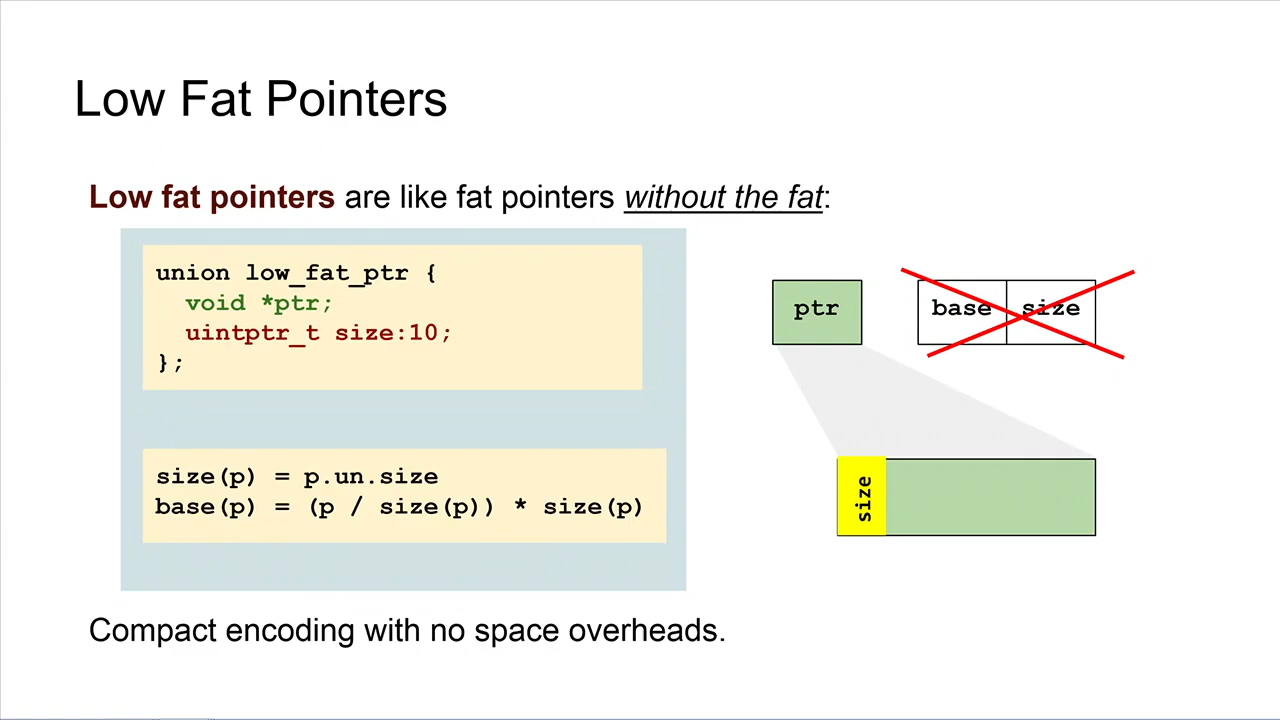 Low Fat Pointers
Low fat pointers are like fat pointers without the fat:
union low_fat_ptr {
void *ptr;
uintptr_t size:10;
};
size(p) = p.un.size
base(p) = (p / size(p)) * size(p)
ptr
base size
size
Compact encoding with no space overheads.